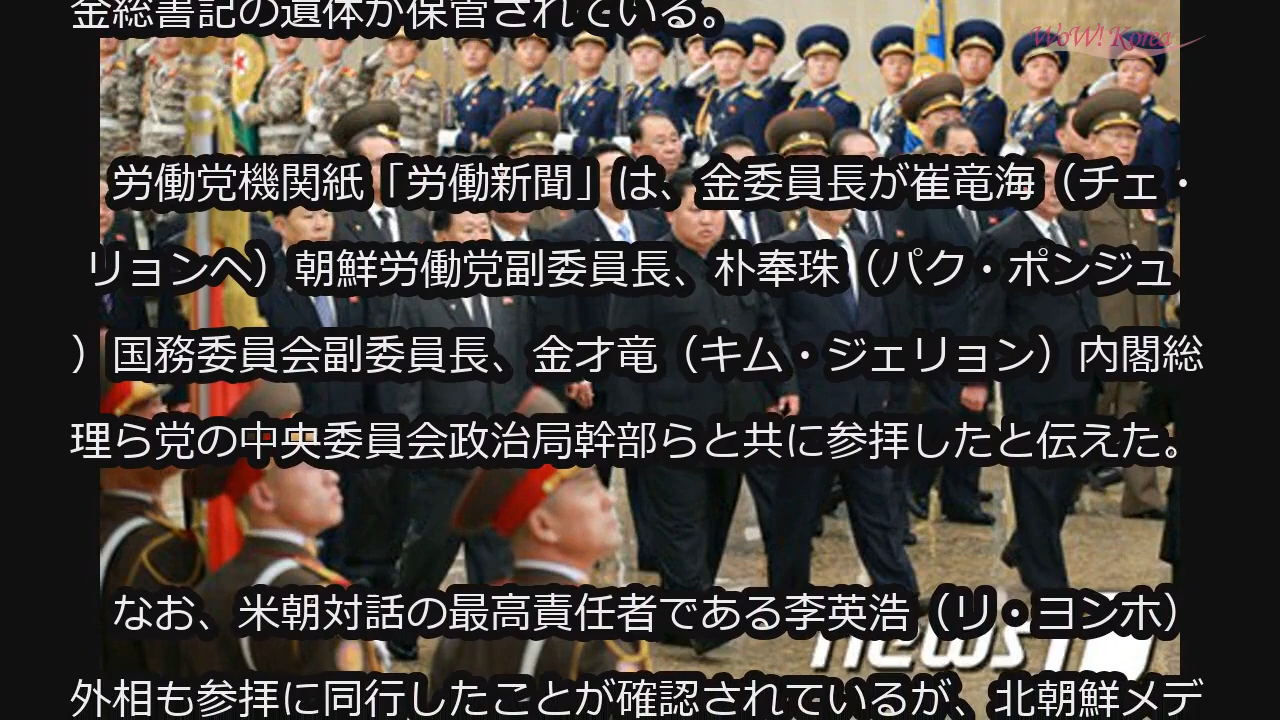 金総書記の遺体が保管されている。
WoW! Korea
労働党機関紙「労働新聞」は、金委員長が崔竜海（チェ・
リョンヘ）朝鮮労働党副委員長、朴奉珠（パク・ポンジュ
）国務委員会副委員長、金才竜（キム・ジェリョン）内閣総
理ら党の中央委員会政治局幹部らと共に参拝したと伝えた。
なお、米朝対話の最高責任者である李英浩（リ・ヨンホ）
news1
外相も参拝に同行したことが確認されているが、北朝鮮メデ